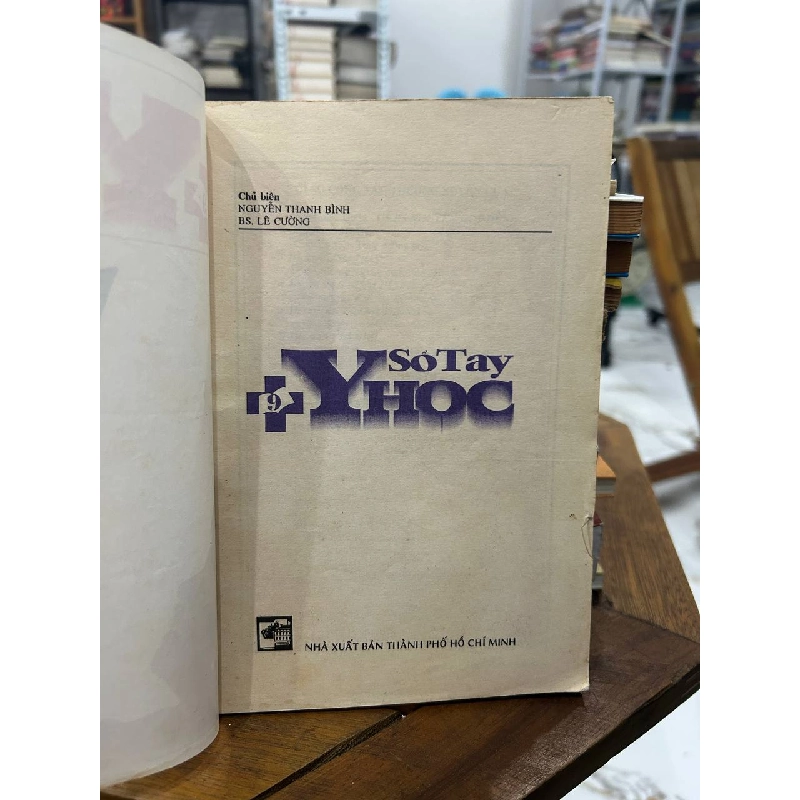 Chủ biên
NGUYỄN THANH BÌNH
BS. LÊ CƯỜNG
Sổ Tay
9 Y HỌC
NHÀ XUẤT BẢN THÀNH PHỐ HỒ CHÍ MINH